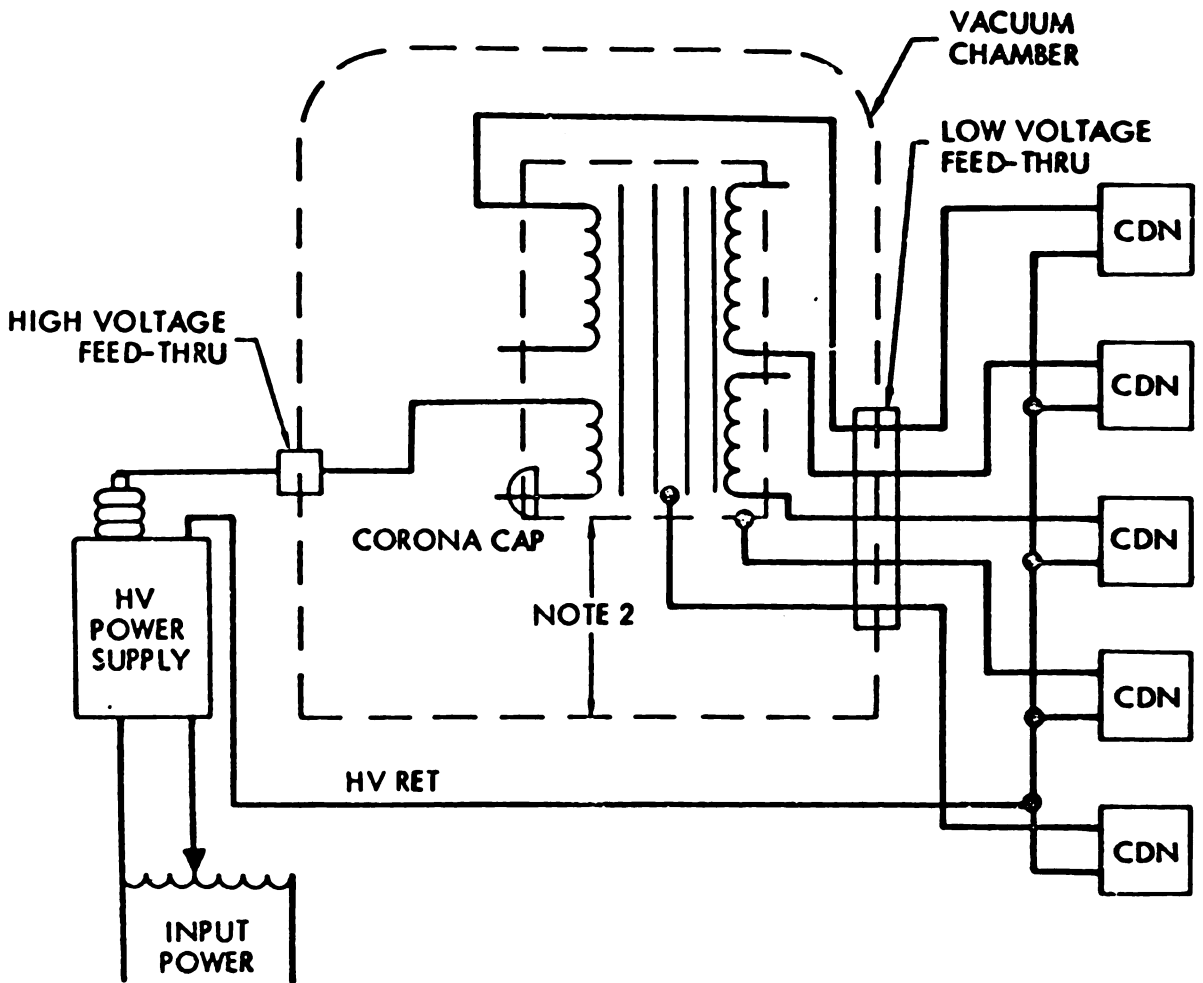 VACUUM
CHAMBER
LOW VOLTAGE
FEED-THRU
CDN
HIGH VOLTAGE
FEED-THRU
CDN
CORONA CAP
CDN
HV
POWER
SUPPLY
NOTE 2
CDN
HV RET
CDN
INPUT
POWER